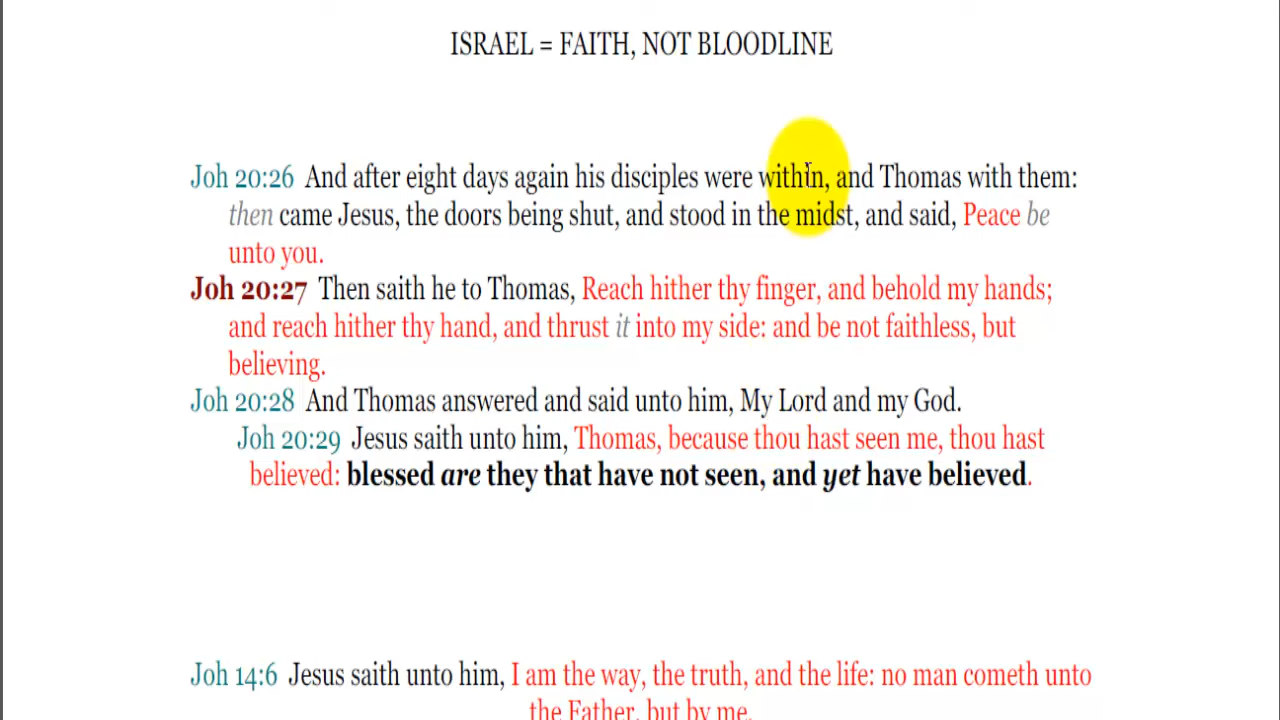 ISRAEL = FAITH, NOT BLOODLINE
Joh 20:26 And after eight days again his disciples were within, and Thomas with them:
then came Jesus, the doors being shut, and stood in the midst, and said, Peace be
unto you.
Joh 20:27 Then saith he to Thomas, Reach hither thy finger, and behold my hands;
and reach hither thy hand, and thrust it into my side: and be not faithless, but
believing.
Joh 20:28 And Thomas answered and said unto him, My Lord and my God.
Joh 20:29 Jesus saith unto him, Thomas, because thou hast seen me, thou hast
believed: blessed are they that have not seen, and yet have believed.
Joh 14:6 Jesus saith unto him, I am the way, the truth, and the life: no man cometh unto
the Father, but by me.